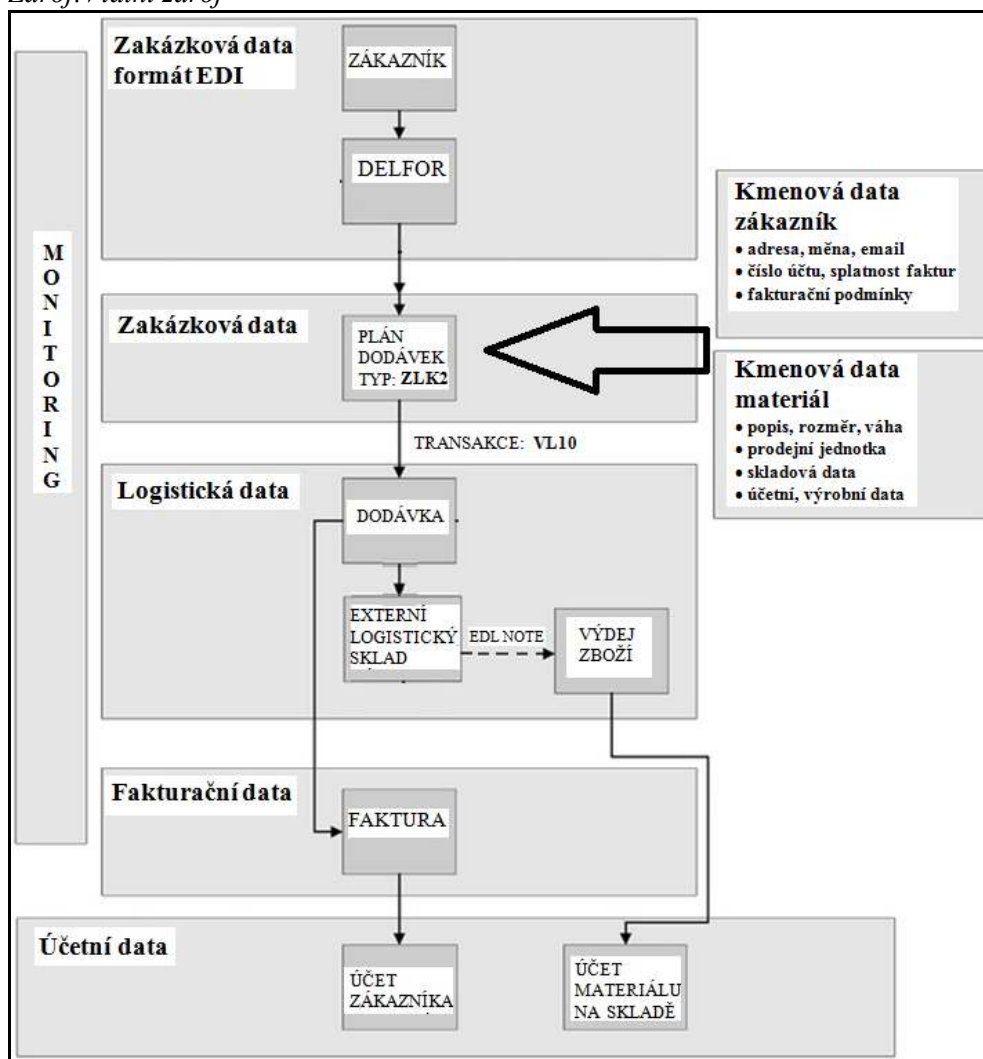 Zdroj: vlastní zdroj
Zakázková data
formát EDI
ZÁKAZNÍK
DELFOR
Kmenová data
zákazník
• adresa, měna, email
• číslo účtu, splatnost faktur
• fakturační podmínky
M
O
N
I
T
O
R
I
N
G
Zakázková data
PLÁN
DODÁVEK
TYP: ZLK2
Kmenová data
materiál
• popis, rozměr, váha
• prodejní jednotka
• skladová data
• účetní, výrobní data
TRANSAKCE: VL10
Logistická data
DODÁVKA
EXTERNÍ
LOGISTICKÝ
SKLAD
EDL NOTE
VÝDEJ
ZBOŽÍ
Fakturační data
FAKTURA
Účetní data
ÚČET
ZÁKAZNÍKA
ÚČET
MATERIÁLU
NA SKLADĚ